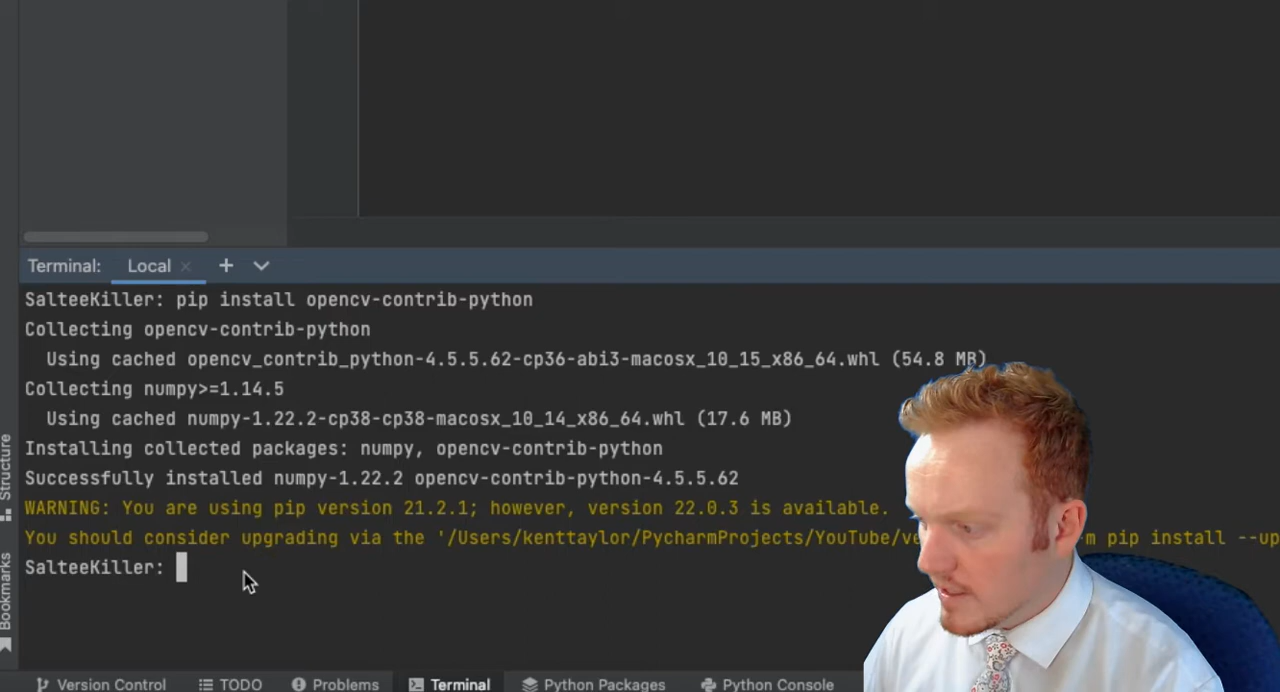 Terminal: Local
SalteeKiller: pip install opencv-contrib-python
Collecting opencv-contrib-python
Using cached opencv_contrib_python-4.5.5.62-cp36-abi3-macosx_10_15_x86_64.whl (54.8 MB)
Collecting numpy>=1.14.5
Using cached numpy-1.22.2-cp38-cp38-macosx_10_14_x86_64.whl (17.6 MB)
Installing collected packages: numpy, opencv-contrib-python
Successfully installed numpy-1.22.2 opencv-contrib-python-4.5.5.62
WARNING: You are using pip version 21.2.1; however, version 22.0.3 is available.
You should consider upgrading via the '/Users/kenttaylor/PycharmProjects/YouTube/ pip install --up
SalteeKiller:
Structure
Bookmarks
Version Control TODO Problems Terminal Python Packages Python Console